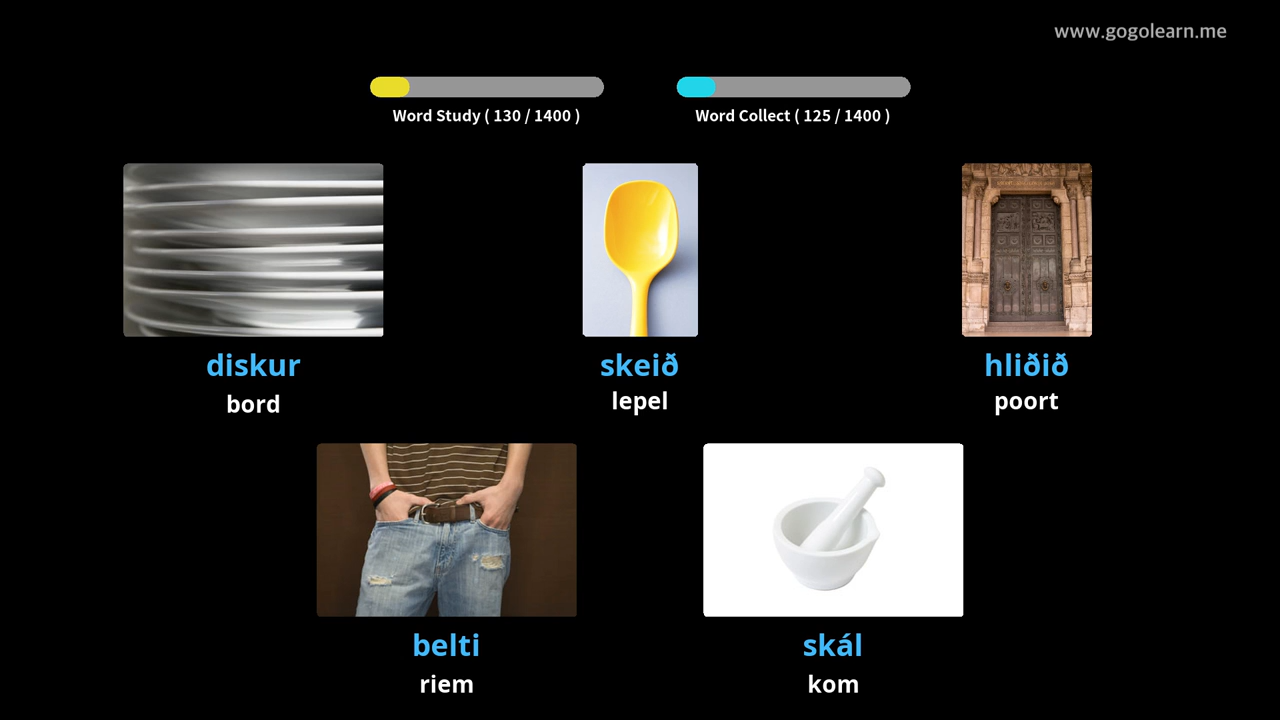 www.gogolearn.me
Word Study ( 130 / 1400 )
Word Collect ( 125 / 1400 )
diskur
bord
skeið
lepel
hliðið
poort
belti
riem
skál
kom